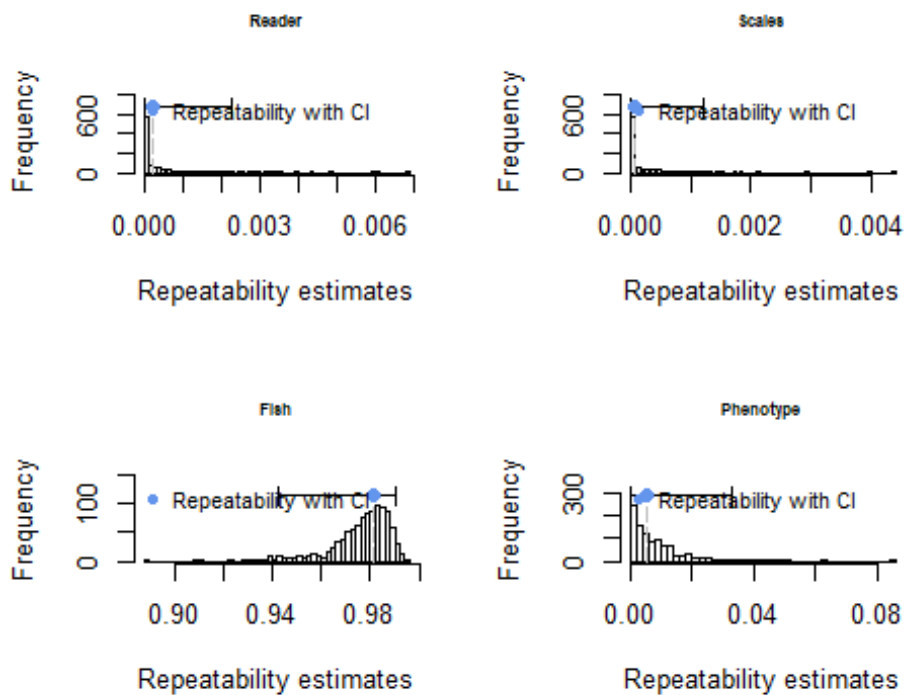 Reader
Frequency
600
0
Repeatability with CI
0.000
0.003
0.006
Repeatability estimates
Scales
Frequency
600
0
Repeatability with CI
0.000
0.002
0.004
Repeatability estimates
Fish
Frequency
100
0
Repeatability with CI
0.90
0.94
0.98
Repeatability estimates
Phenotype
Frequency
300
0
Repeatability with CI
0.00
0.04
0.08
Repeatability estimates